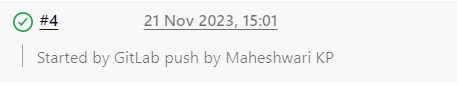 #4 21 Nov 2023, 15:01
Started by GitLab push by Maheshwari KP